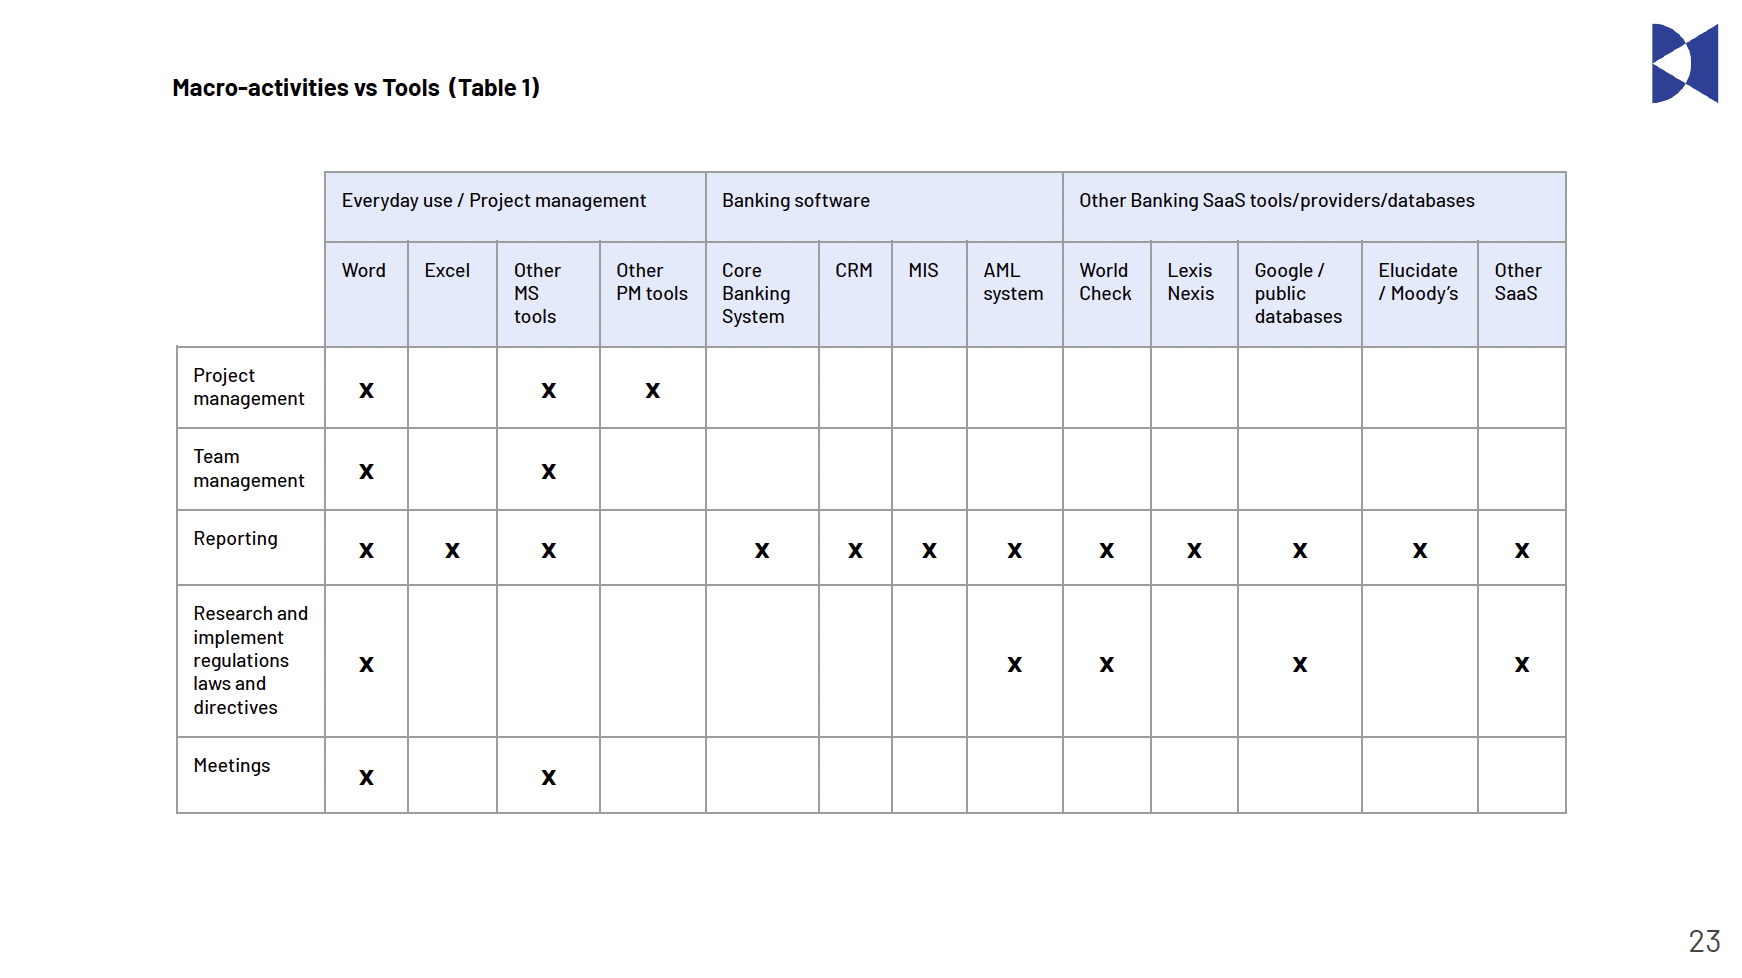 Macro-activities vs Tools (Table 1)
Everyday use / Project management
Banking software
Other Banking SaaS tools/providers/databases
Word
Excel
Other
MS
tools
Other
PM tools
Core
Banking
System
CRM
MIS
AML
system
World
Check
Lexis
Nexis
Google /
public
databases
Elucidate
/ Moody’s
Other
SaaS
Project
management
x x x
Team
management
x x
Reporting
x x x x x x x x x x x x
Research and
implement
regulations
laws and
directives
x x x x x
Meetings
x x
23